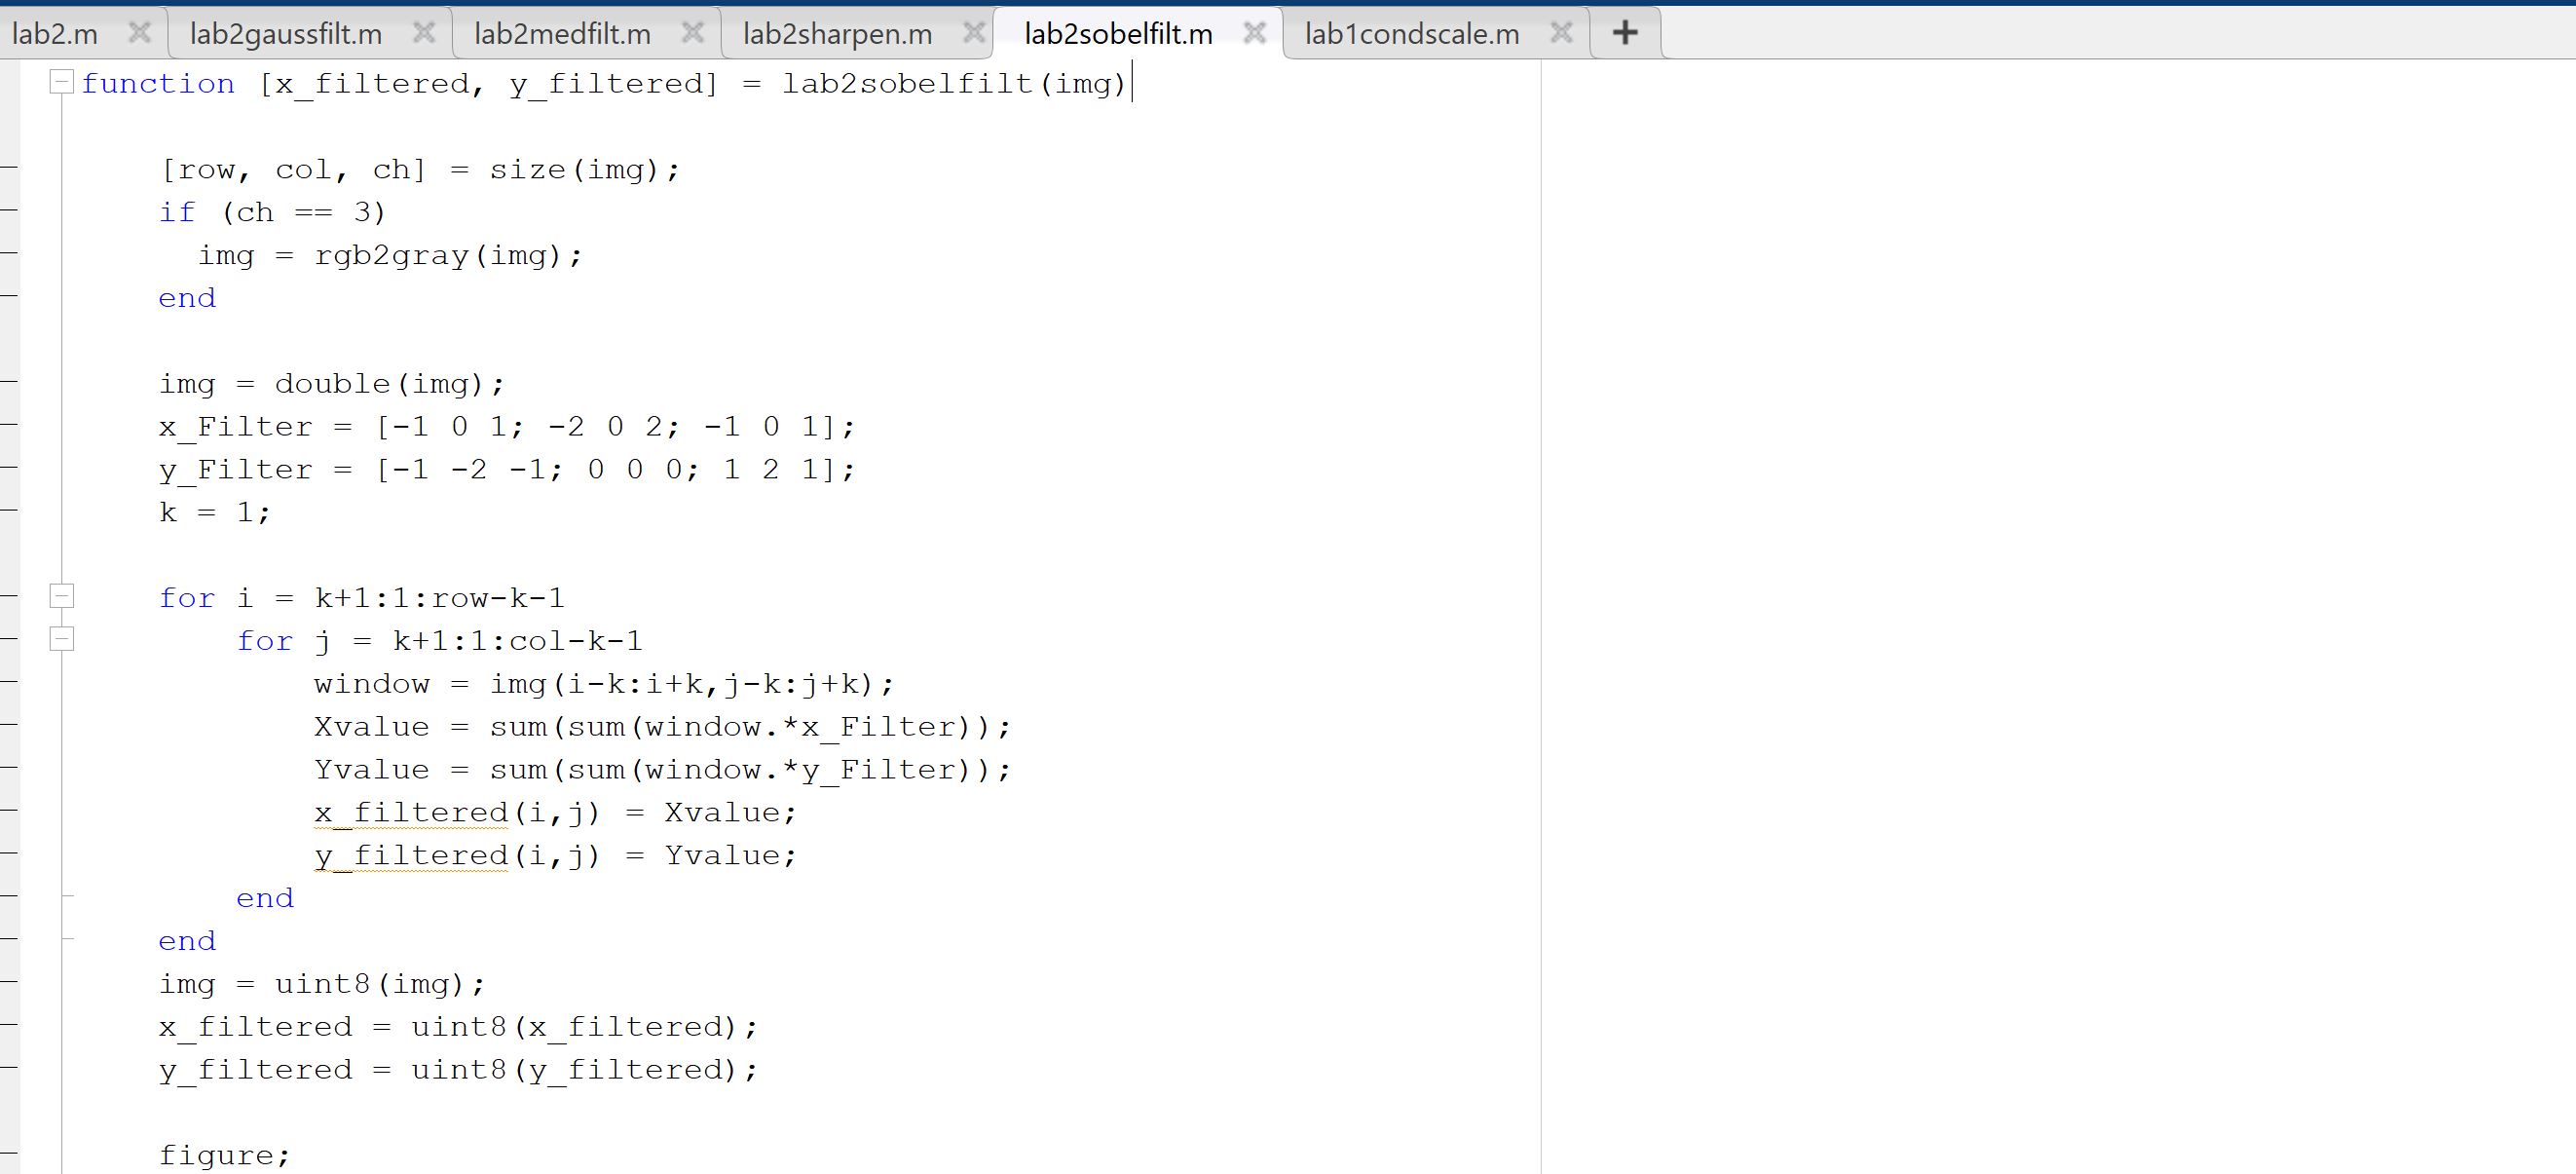 lab2.m lab2gaussfilt.m lab2medfilt.m lab2sharpen.m lab2sobelfilt.m lab1condscale.m +
function [x_filtered, y_filtered] = lab2sobelfilt(img)
[row, col, ch] = size(img);
if (ch == 3)
img = rgb2gray(img);
end
img = double(img);
x_Filter = [-1 0 1; -2 0 2; -1 0 1];
y_Filter = [-1 -2 -1; 0 0 0; 1 2 1];
k = 1;
for i = k+1:1:row-k-1
for j = k+1:1:col-k-1
window = img(i-k:i+k,j-k:j+k);
Xvalue = sum(sum(window.*x_Filter));
Yvalue = sum(sum(window.*y_Filter));
x_filtered(i,j) = Xvalue;
y_filtered(i,j) = Yvalue;
end
end
img = uint8(img);
x_filtered = uint8(x_filtered);
y_filtered = uint8(y_filtered);
figure;